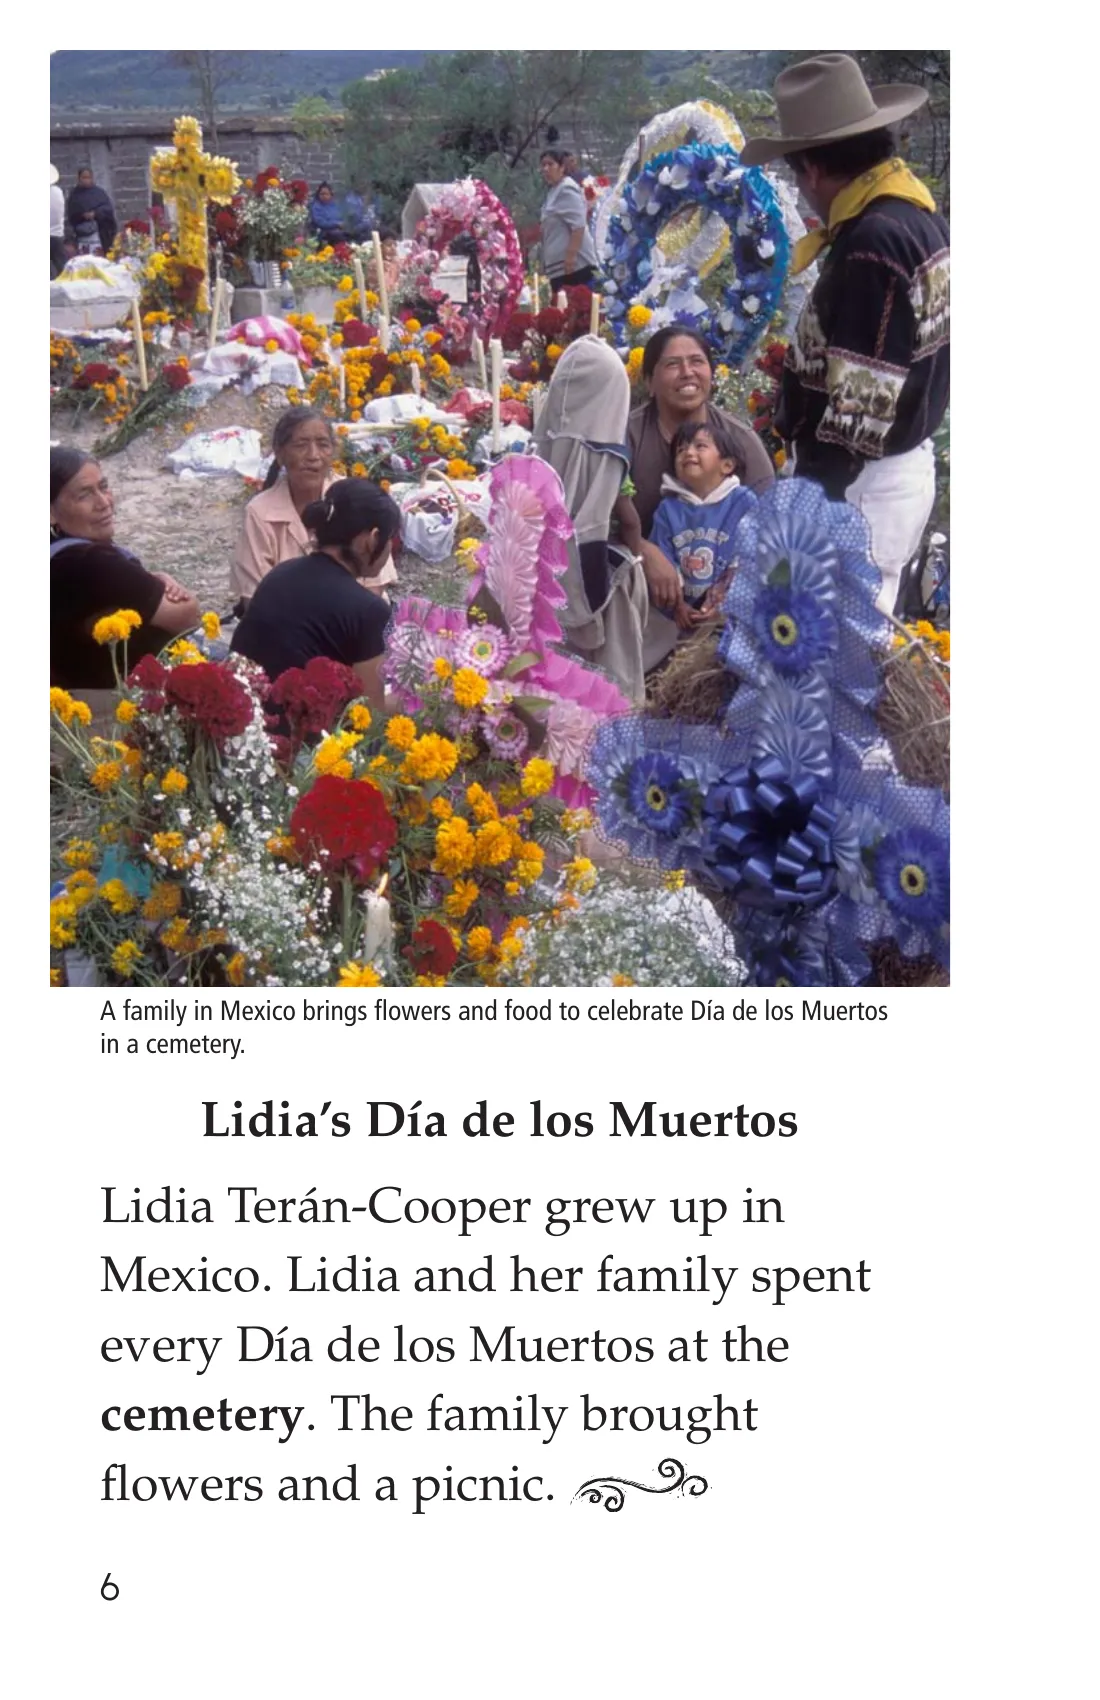 SPORT
13
A family in Mexico brings flowers and food to celebrate Día de los Muertos
in a cemetery.
Lidia’s Día de los Muertos
Lidia Terán-Cooper grew up in
Mexico. Lidia and her family spent
every Día de los Muertos at the
cemetery. The family brought
flowers and a picnic.
6